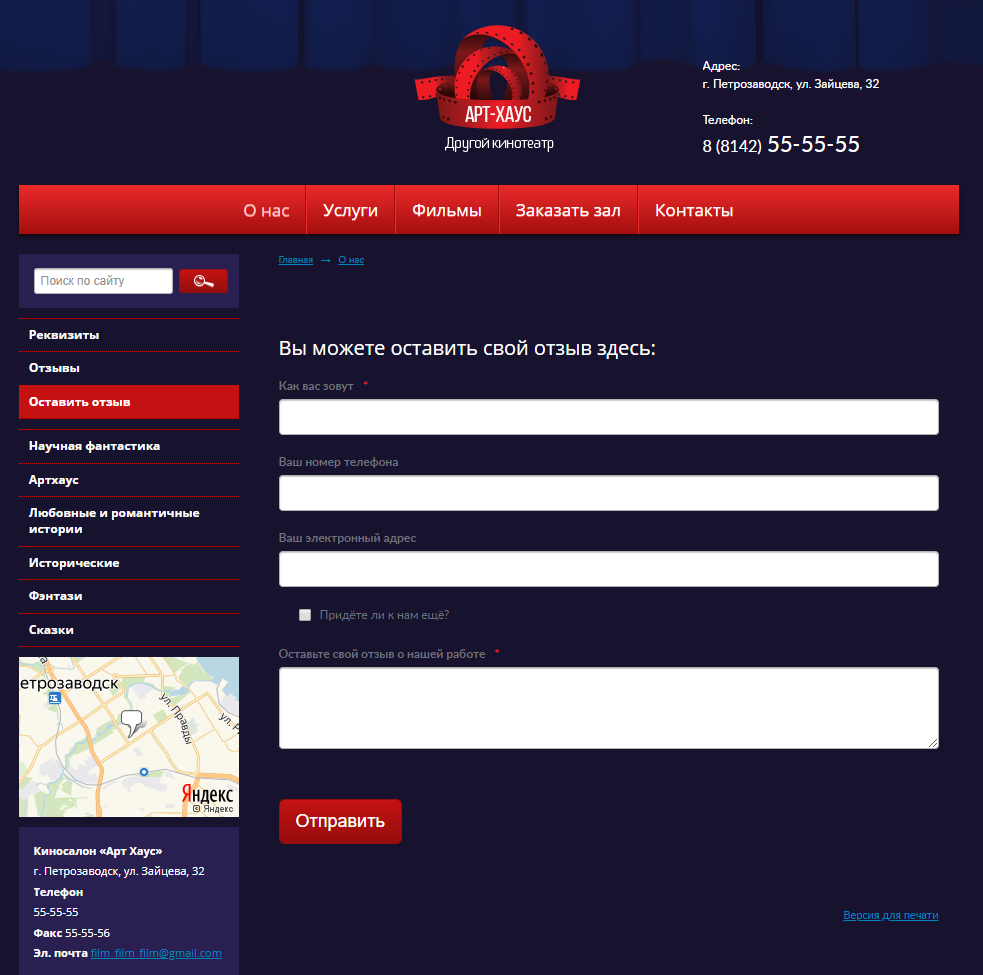 АРТ-ХАУС
Другой кинотеатр
Адрес:
г. Петрозаводск, ул. Зайцева, 32
Телефон:
8 (8142) 55-55-55
О нас Услуги Фильмы Заказать зал Контакты
Поиск по сайту
Реквизиты
Отзывы
Оставить отзыв
Научная фантастика
Артхаус
Любовные и романтичные
истории
Исторические
Фэнтази
Сказки
етрозаводск
ул. Правды
ул.
Яндекс
© Яндекс
Киносалон «Арт Хаус»
г. Петрозаводск, ул. Зайцева, 32
Телефон
55-55-55
Факс 55-55-56
Эл. почта film_film_film@gmail.com
Главная → О нас
Вы можете оставить свой отзыв здесь:
Как вас зовут *
Ваш номер телефона
Ваш электронный адрес
Придёте ли к нам ещё?
Оставьте свой отзыв о нашей работе *
Отправить
Версия для печати